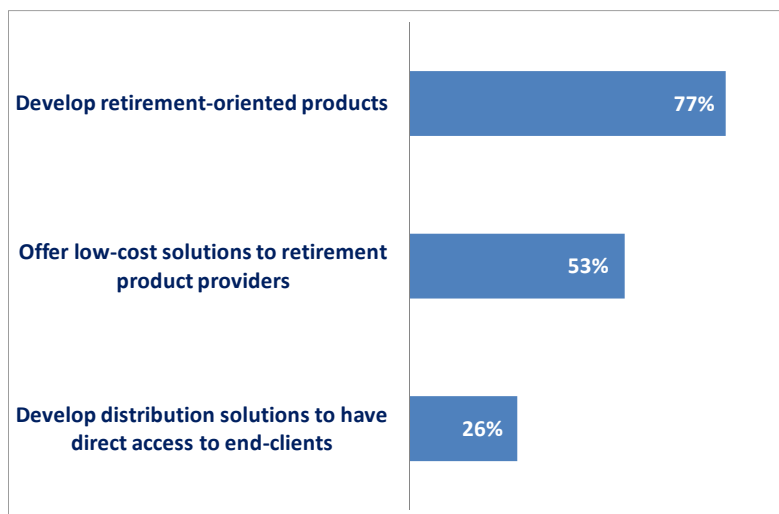 Develop retirement-oriented products
77%
Offer low-cost solutions to retirement
product providers
53%
Develop distribution solutions to have
direct access to end-clients
26%